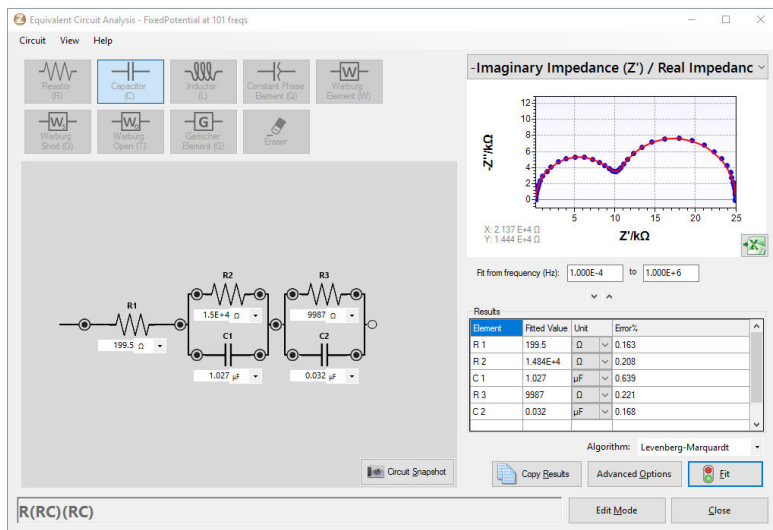 Equivalent Circuit Analysis - FixedPotential at 101 freqs
Circuit View Help
Resistor (R)
Capacitor (C)
Inductor (L)
Constant Phase Element (Q)
Warburg Element (W)
Warburg Short (O)
Warburg Open (T)
Gerischer Element (G)
Eraser
W
Ws
Wo
G
-Imaginary Impedance (Z') / Real Impedanc
12
10
8
6
4
2
0
-Z''/kΩ
5 10 15 20 25
Z'/kΩ
X: 2.137 E+4 Ω
Y: 1.444 E+4 Ω
Fit from frequency (Hz): 1.000E-4 to 1.000E+6
R1
199.5 Ω
R2
1.5E+4 Ω
C1
1.027 µF
R3
9987 Ω
C2
0.032 µF
Circuit Snapshot
Results
Element Fitted Value Unit Error%
R 1 199.5 Ω 0.163
R 2 1.484E+4 Ω 0.208
C 1 1.027 µF 0.639
R 3 9987 Ω 0.221
C 2 0.032 µF 0.168
Algorithm: Levenberg-Marquardt
Copy Results Advanced Options Fit
R(RC)(RC)
Edit Mode Close